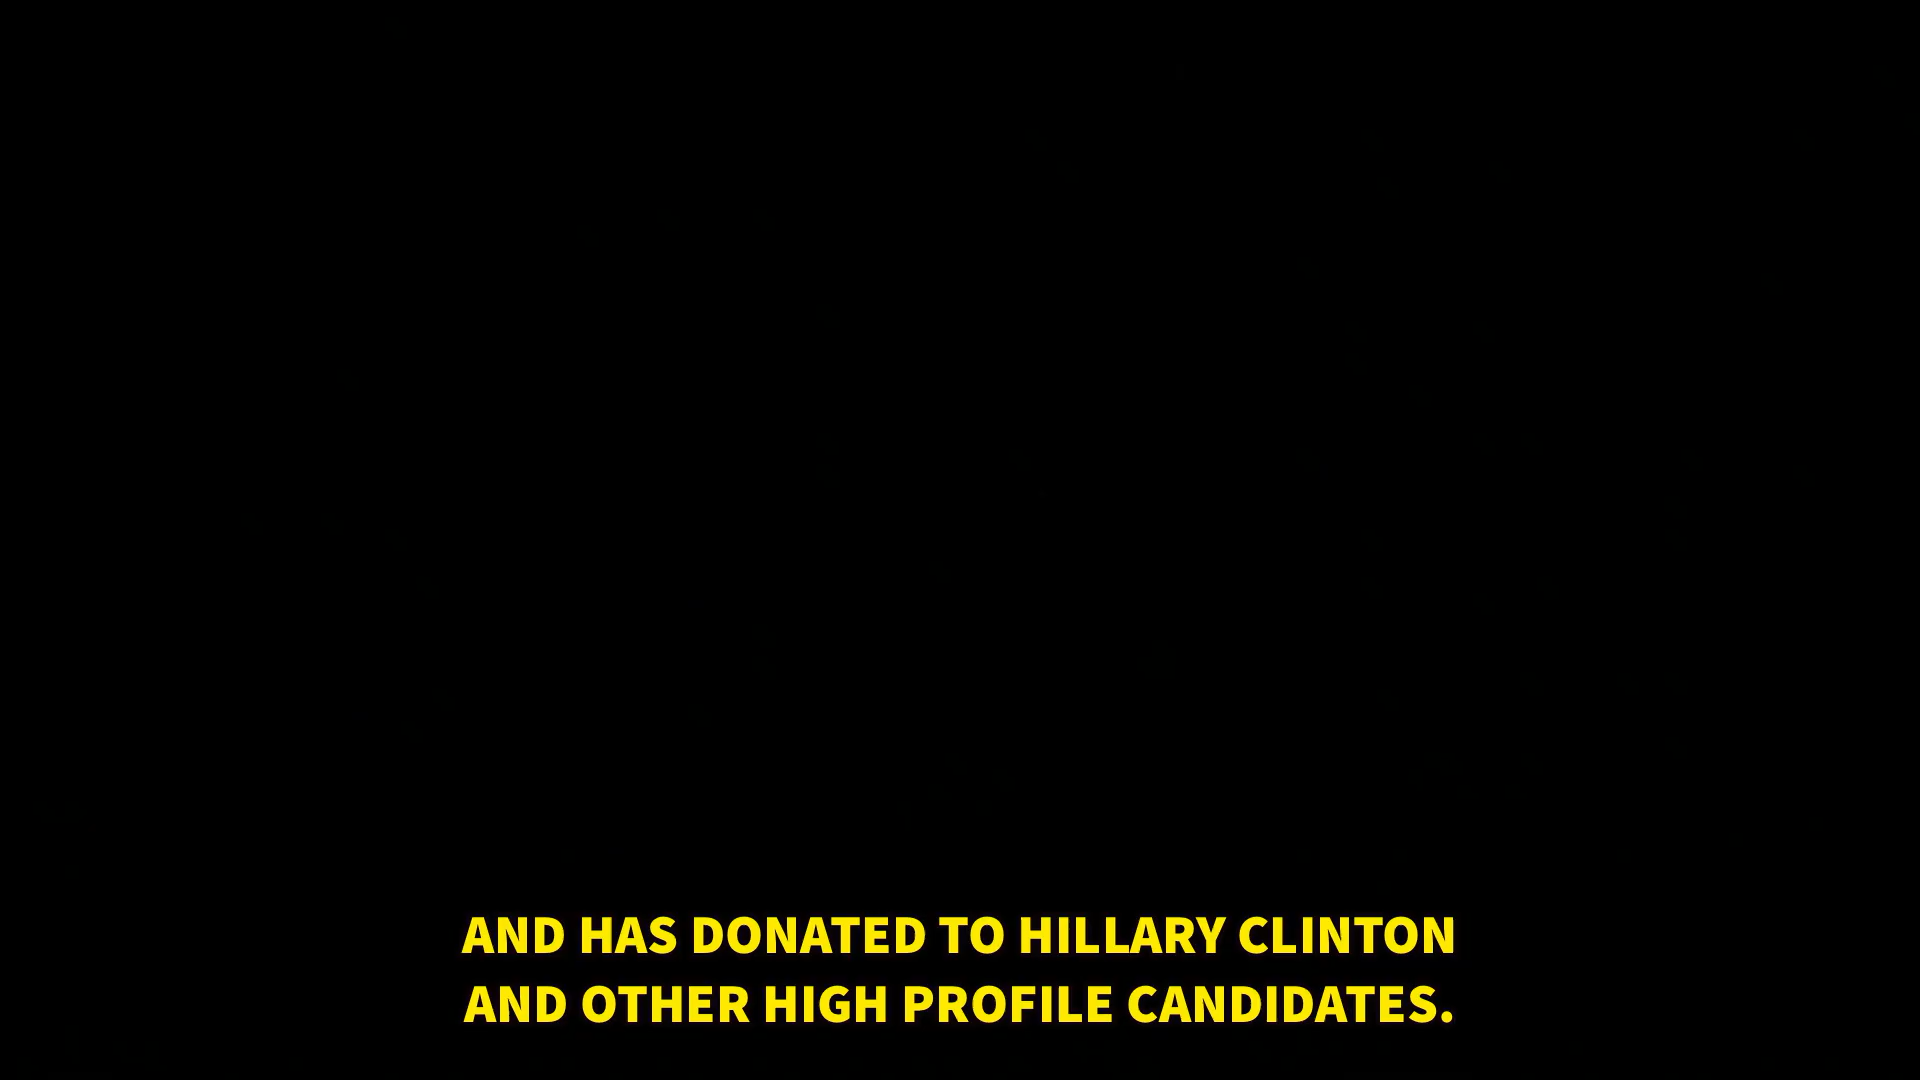 AND HAS DONATED TO HILLARY CLINTON
AND OTHER HIGH PROFILE CANDIDATES.